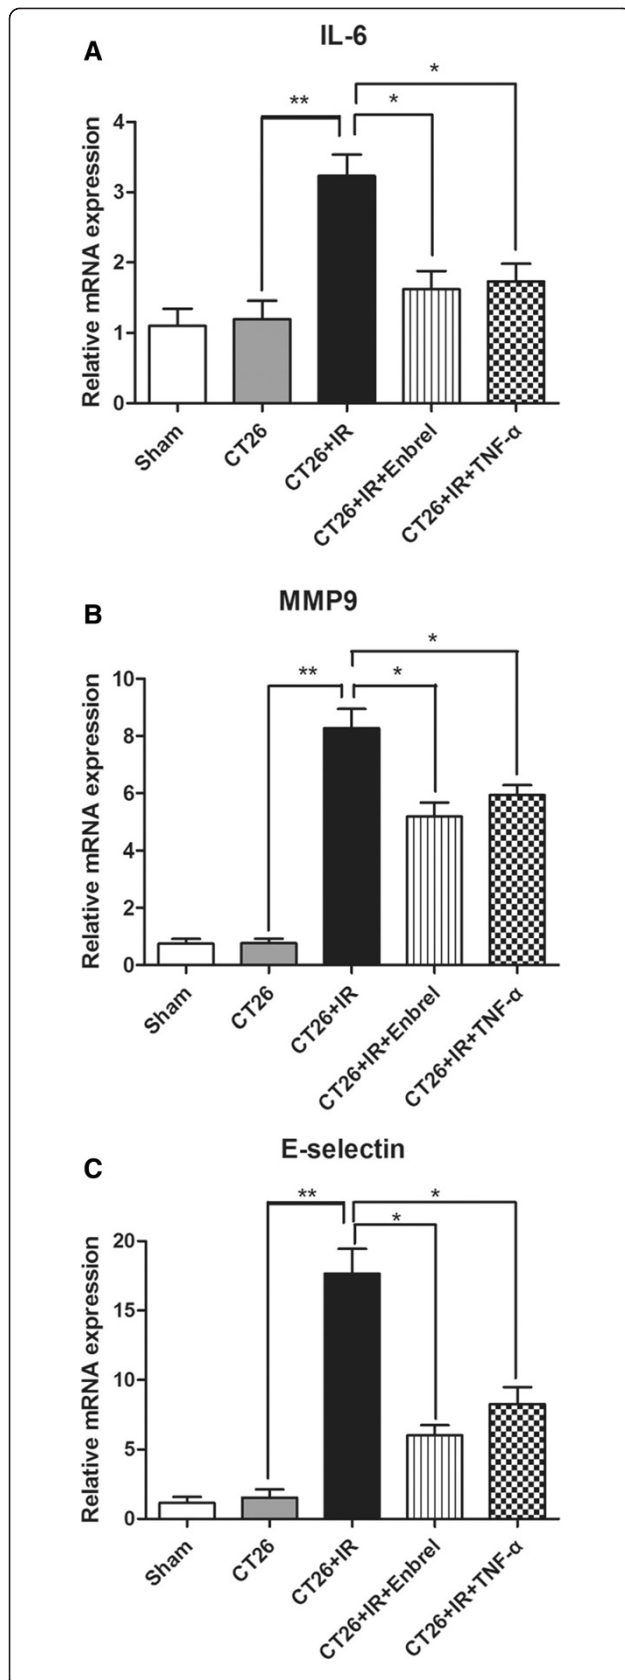 A
IL-6
**
*
*
Relative mRNA expression
4
3
2
1
0
Sham
CT26
CT26+IR
CT26+IR+Enbrel
CT26+IR+TNF-α
B
MMP9
**
*
*
Relative mRNA expression
10
8
6
4
2
0
Sham
CT26
CT26+IR
CT26+IR+Enbrel
CT26+IR+TNF-α
C
E-selectin
**
*
*
Relative mRNA expression
20
15
10
5
0
Sham
CT26
CT26+IR
CT26+IR+Enbrel
CT26+IR+TNF-α